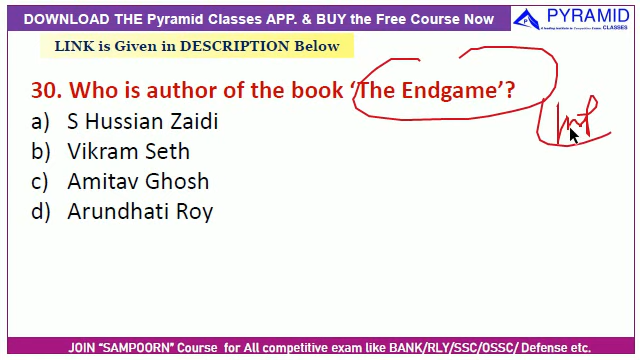 DOWNLOAD THE Pyramid Classes APP. & BUY the Free Course Now
PYRAMID
CLASSES
LINK is Given in DESCRIPTION Below
30. Who is author of the book ‘The Endgame’?
a) S Hussian Zaidi
b) Vikram Seth
c) Amitav Ghosh
d) Arundhati Roy
JOIN “SAMPOORN” Course for All competitive exam like BANK/RLY/SSC/OSSC/ Defense etc.